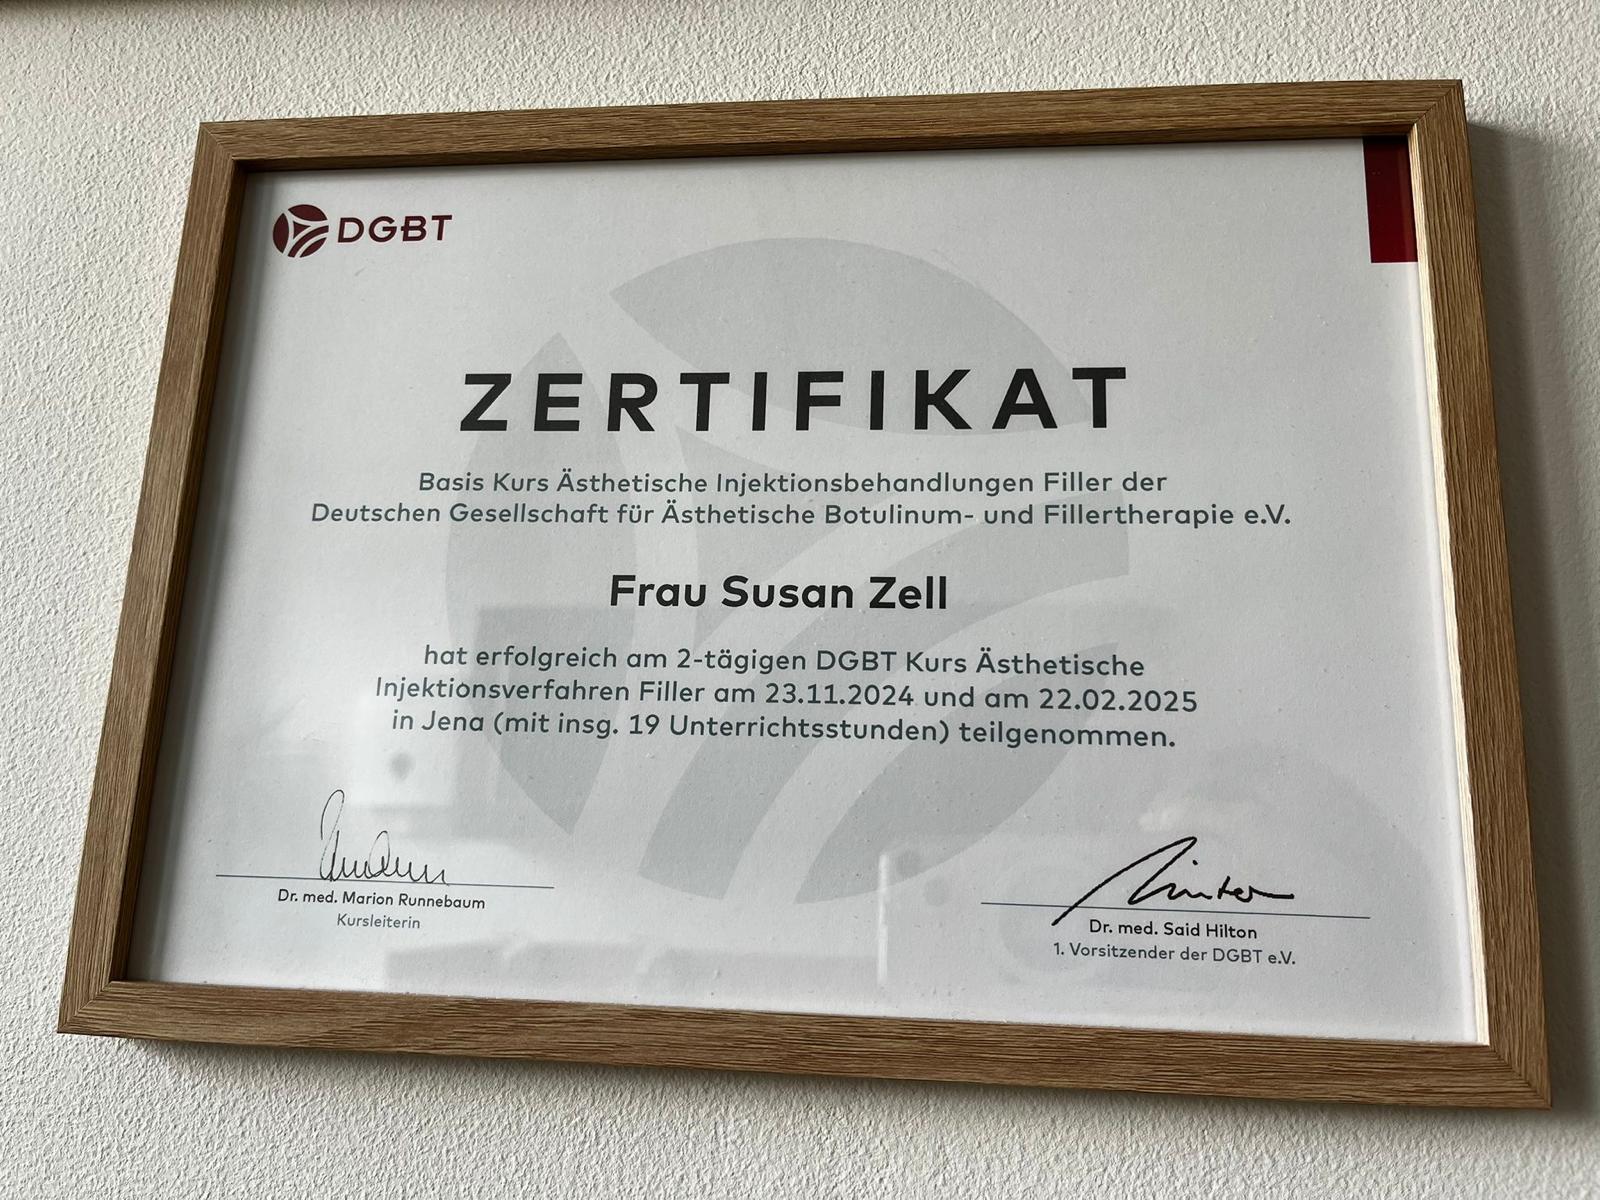 DGBT
ZERTIFIKAT
Basis Kurs Ästhetische Injektionsbehandlungen Filler der
Deutschen Gesellschaft für Ästhetische Botulinum- und Fillertherapie e.V.
Frau Susan Zell
hat erfolgreich am 2-tägigen DGBT Kurs Ästhetische
Injektionsverfahren Filler am 23.11.2024 und am 22.02.2025
in Jena (mit insg. 19 Unterrichtsstunden) teilgenommen.
Dr. med. Marion Runnebaum
Kursleiterin
Dr. med. Said Hilton
1. Vorsitzender der DGBT e.V.